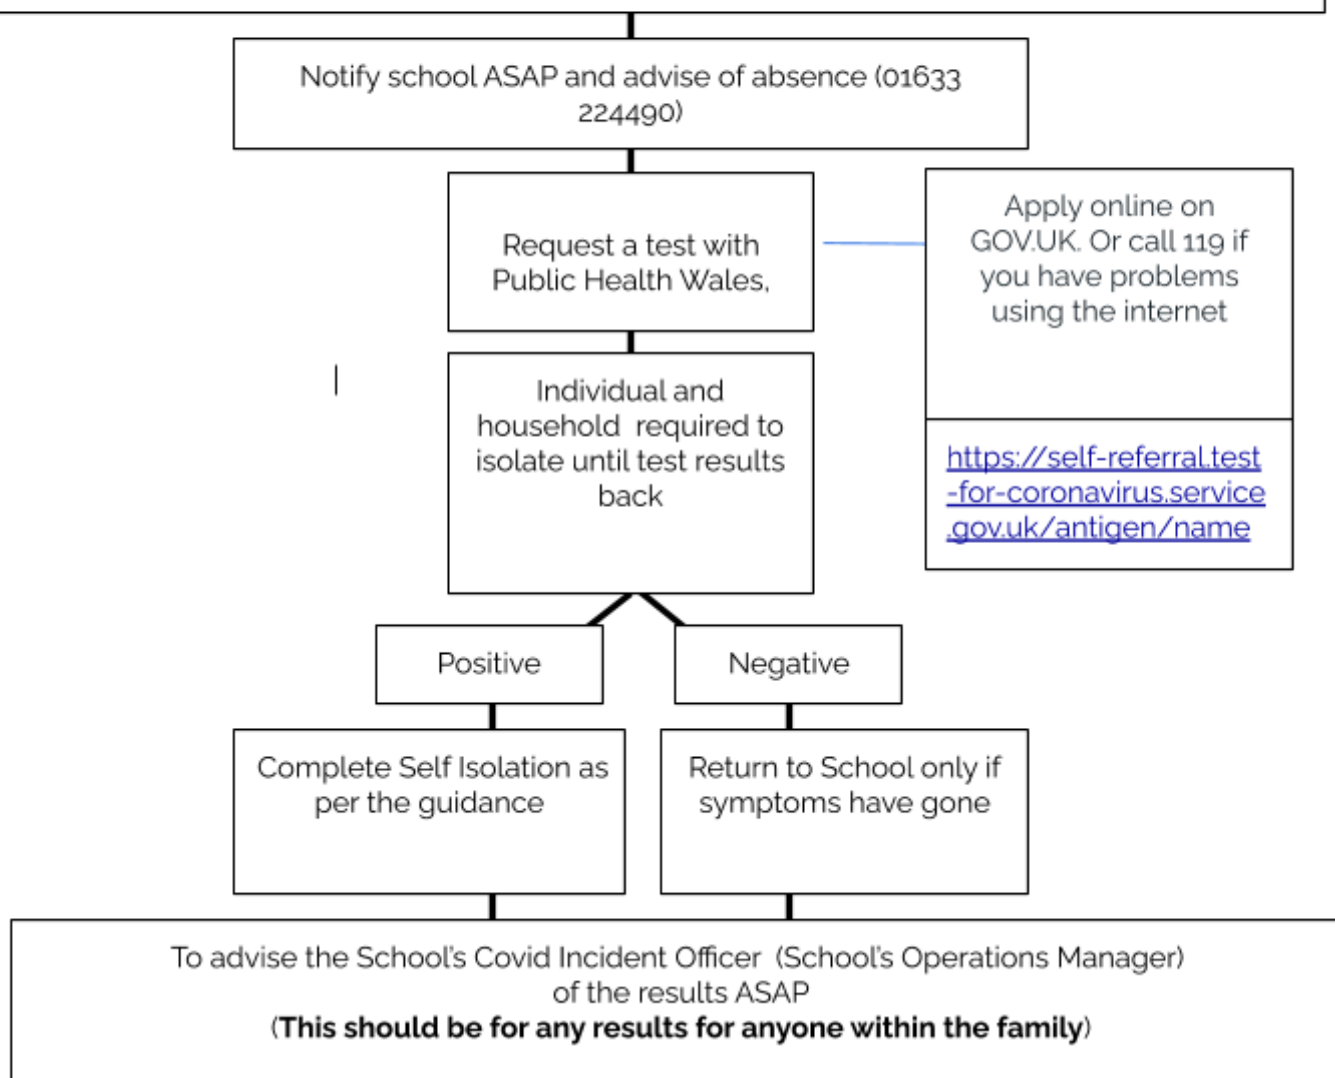 Notify school ASAP and advise of absence (01633
224490)
Request a test with
Public Health Wales,
Apply online on
GOV.UK. Or call 119 if
you have problems
using the internet
Individual and
household  required to
isolate until test results
back
https://self-referral.test
-for-coronavirus.service
.gov.uk/antigen/name
Positive
Negative
Complete Self Isolation as
per the guidance
Return to School only if
symptoms have gone
To advise the School's Covid Incident Officer  (School's Operations Manager)
of the results ASAP
(This should be for any results for anyone within the family)